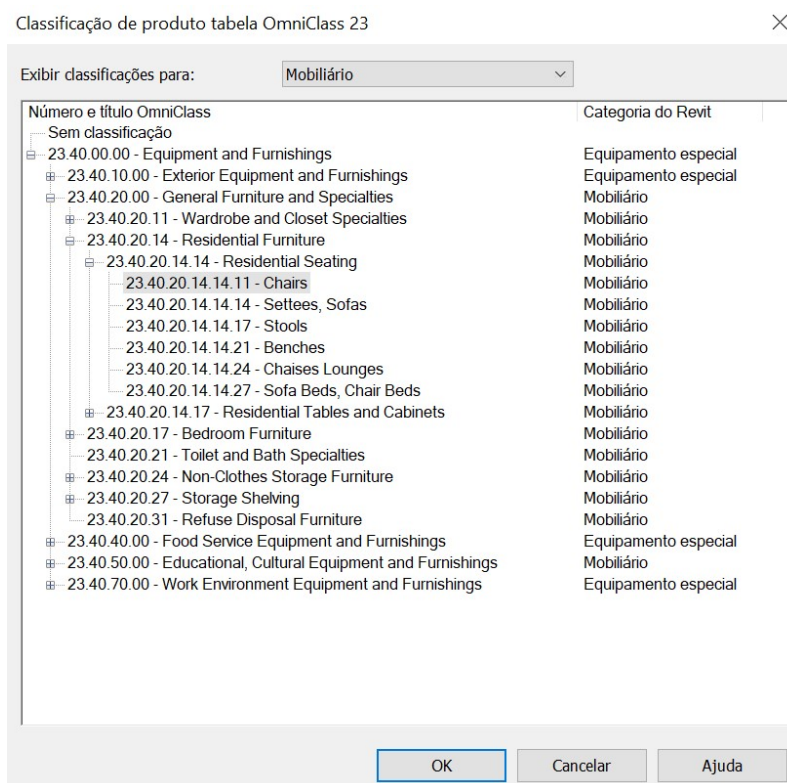 Classificação de produto tabela OmniClass 23
Exibir classificações para: Mobiliário
Número e título OmniClass Categoria do Revit
Sem classificação
23.40.00.00 - Equipment and Furnishings Equipamento especial
23.40.10.00 - Exterior Equipment and Furnishings Equipamento especial
23.40.20.00 - General Furniture and Specialties Mobiliário
23.40.20.11 - Wardrobe and Closet Specialties Mobiliário
23.40.20.14 - Residential Furniture Mobiliário
23.40.20.14.14 - Residential Seating Mobiliário
23.40.20.14.14.11 - Chairs Mobiliário
23.40.20.14.14.14 - Settees, Sofas Mobiliário
23.40.20.14.14.17 - Stools Mobiliário
23.40.20.14.14.21 - Benches Mobiliário
23.40.20.14.14.24 - Chaises Lounges Mobiliário
23.40.20.14.14.27 - Sofa Beds, Chair Beds Mobiliário
23.40.20.14.17 - Residential Tables and Cabinets Mobiliário
23.40.20.17 - Bedroom Furniture Mobiliário
23.40.20.21 - Toilet and Bath Specialties Mobiliário
23.40.20.24 - Non-Clothes Storage Furniture Mobiliário
23.40.20.27 - Storage Shelving Mobiliário
23.40.20.31 - Refuse Disposal Furniture Mobiliário
23.40.40.00 - Food Service Equipment and Furnishings Equipamento especial
23.40.50.00 - Educational, Cultural Equipment and Furnishings Mobiliário
23.40.70.00 - Work Environment Equipment and Furnishings Equipamento especial
OK Cancelar Ajuda